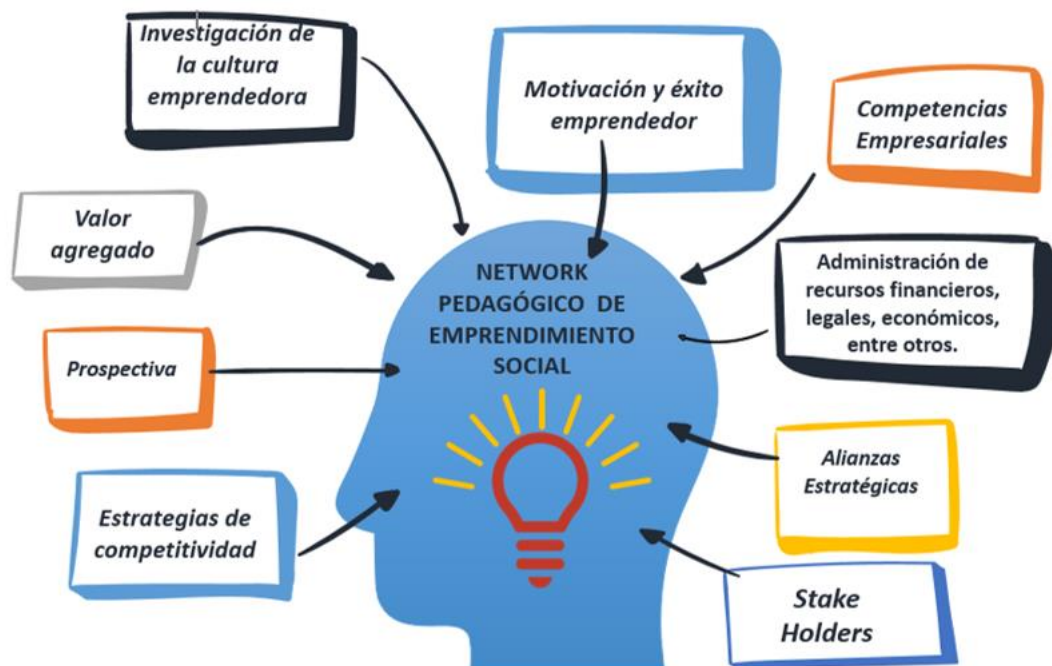 Investigación de
la cultura
emprendedora
Motivación y éxito
emprendedor
Competencias
Empresariales
Valor
agregado
NETWORK
PEDAGÓGICO DE
EMPRENDIMIENTO
SOCIAL
Administración de
recursos financieros,
legales, económicos,
entre otros.
Prospectiva
Alianzas
Estratégicas
Estrategias de
competitividad
Stake
Holders